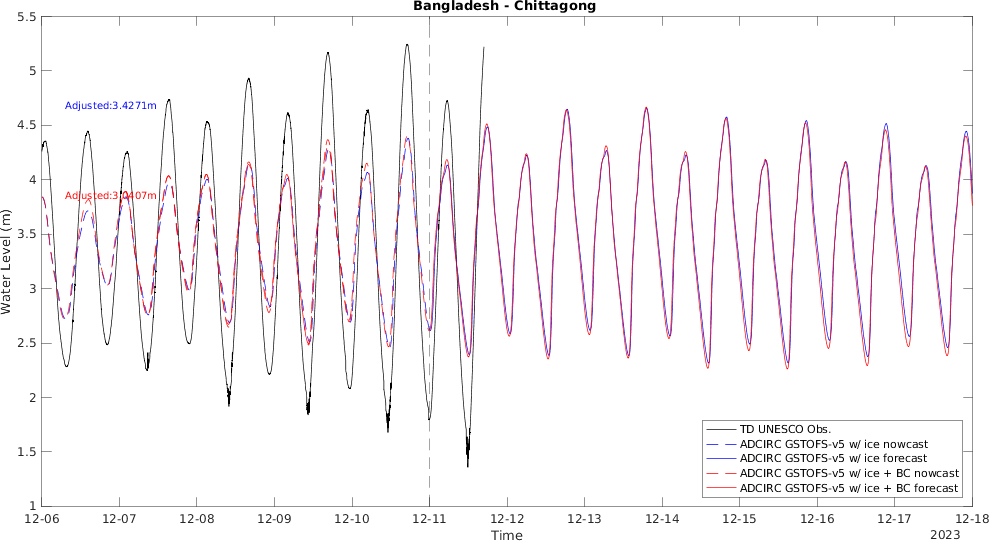 Bangladesh - Chittagong
Water Level (m)
5.5
5
4.5
4
3.5
3
2.5
2
1.5
1
Adjusted:3.4271m
TD UNESCO Obs.
ADCIRC GSTOFS-v5 w/ ice nowcast
ADCIRC GSTOFS-v5 w/ ice forecast
ADCIRC GSTOFS-v5 w/ ice + BC nowcast
ADCIRC GSTOFS-v5 w/ ice + BC forecast
12-06 12-07 12-08 12-09 12-10 12-11 12-12 12-13 12-14 12-15 12-16 12-17 12-18
Time
2023